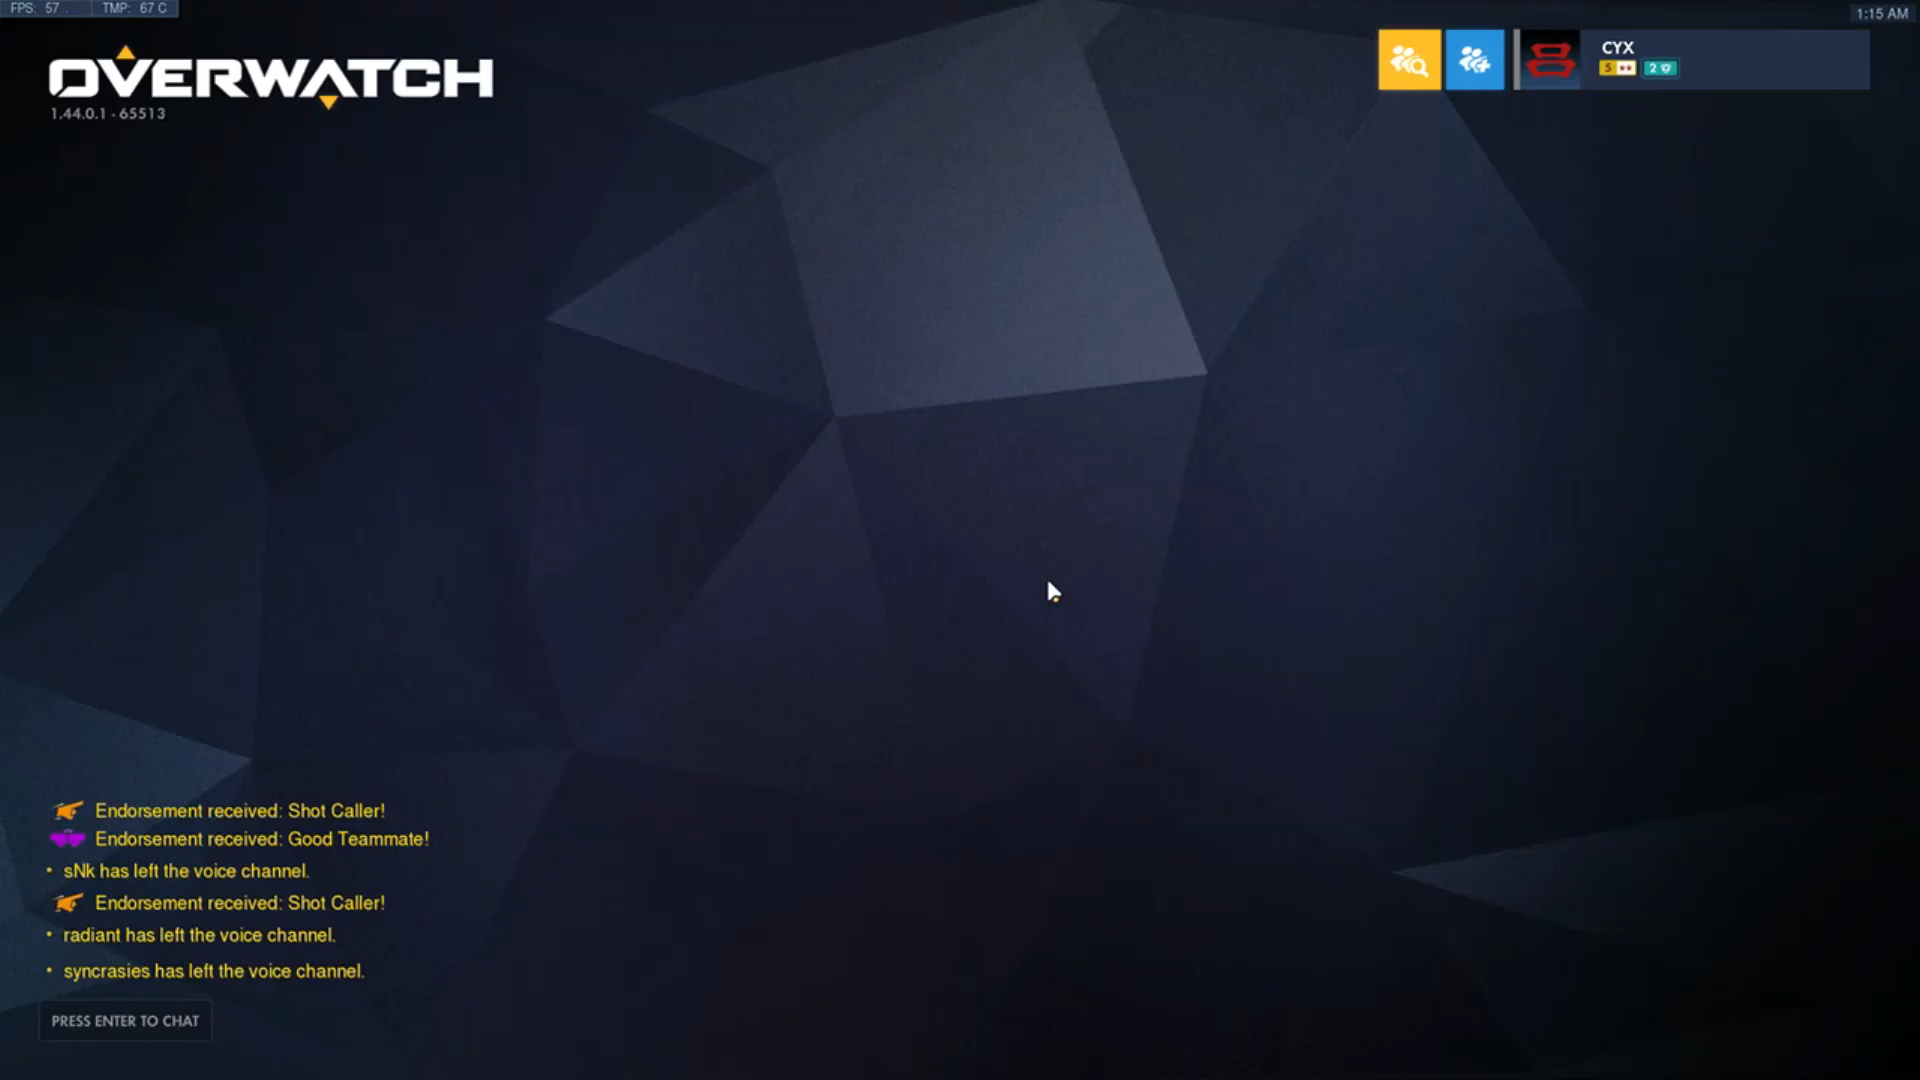 FPS: 57
TMP: 67 C
1:15 AM
OVERWATCH
1.44.0.1 - 65513
CYX
5
2
Endorsement received: Shot Caller!
Endorsement received: Good Teammate!
• sNk has left the voice channel.
Endorsement received: Shot Caller!
• radiant has left the voice channel.
• syncrasies has left the voice channel.
PRESS ENTER TO CHAT